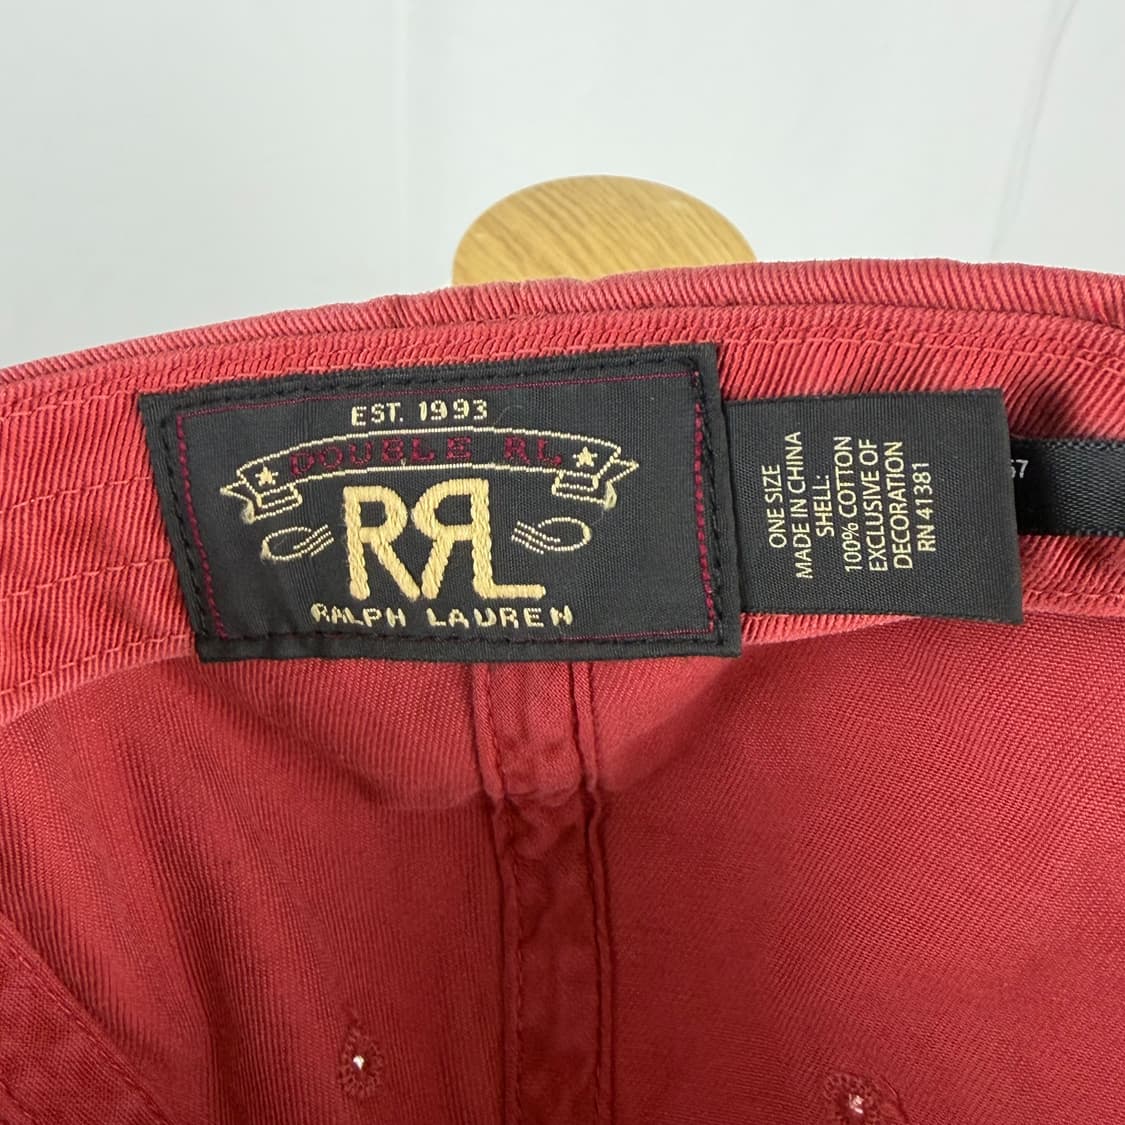 EST. 1993
DOUBLE RL
RRL
RALPH LAUREN
ONE SIZE
MADE IN CHINA
SHELL:
100% COTTON
EXCLUSIVE OF
DECORATION
RN 41381